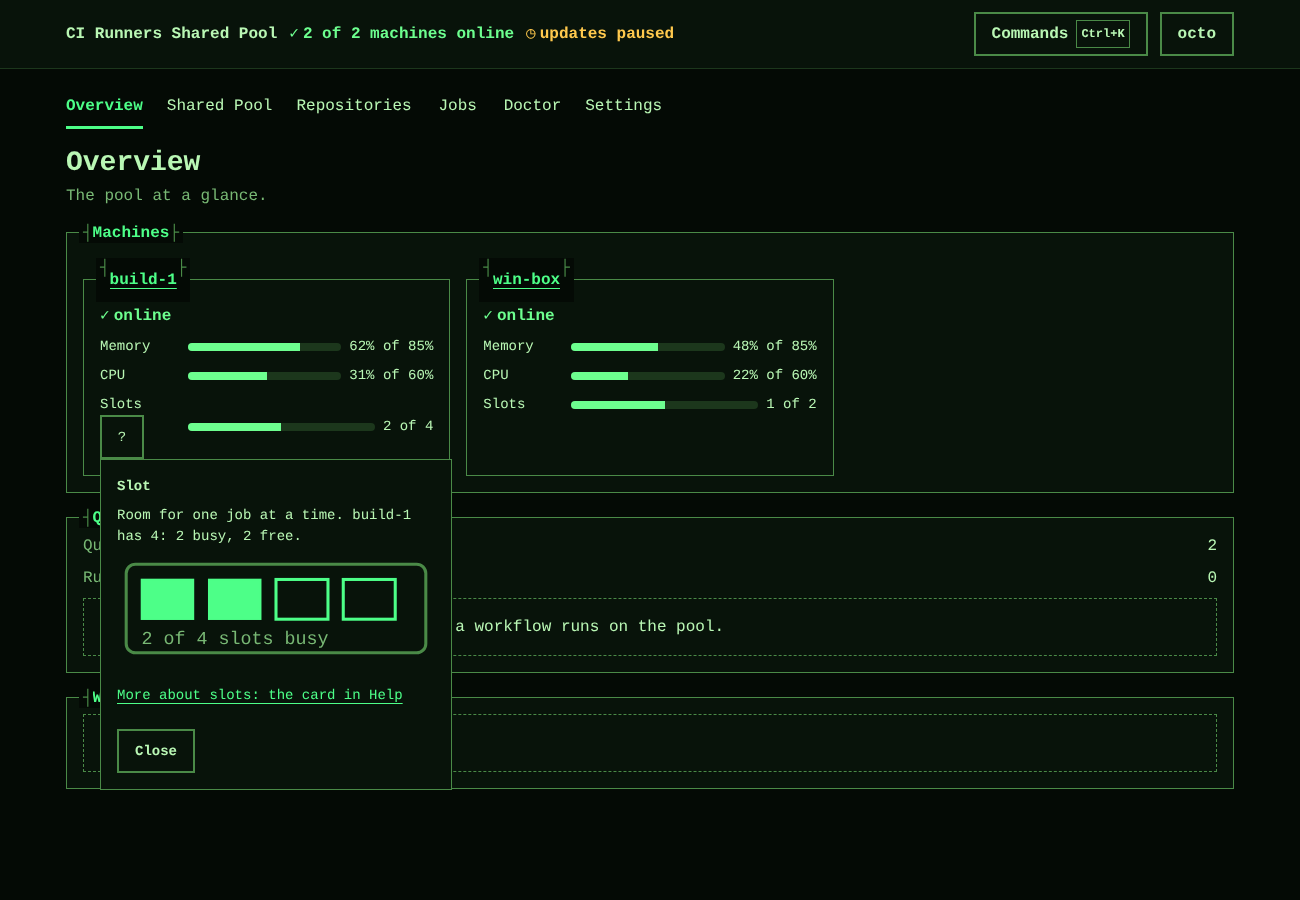 CI Runners Shared Pool ✓ 2 of 2 machines online ◷ updates paused Commands Ctrl+K octo
Overview Shared Pool Repositories Jobs Doctor Settings
Overview
The pool at a glance.
Machines
build-1
✓ online
Memory 62% of 85%
CPU 31% of 60%
Slots
? 2 of 4
win-box
✓ online
Memory 48% of 85%
CPU 22% of 60%
Slots 1 of 2
Slot
Room for one job at a time. build-1
has 4: 2 busy, 2 free.
2 of 4 slots busy
More about slots: the card in Help
Close
2
0
a workflow runs on the pool.